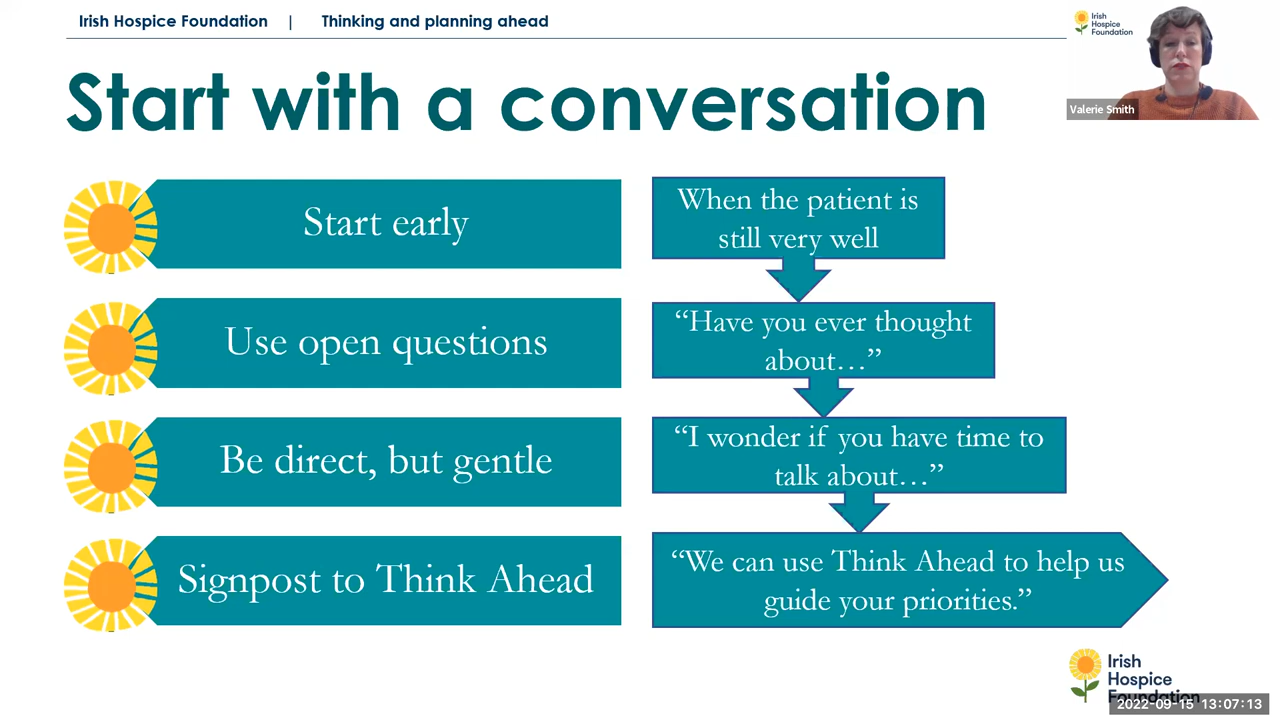 Irish Hospice Foundation | Thinking and planning ahead
Irish
Hospice
Foundation
Valerie Smith
Start with a conversation
Start early
When the patient is
still very well
Use open questions
“Have you ever thought
about…”
Be direct, but gentle
“I wonder if you have time to
talk about…”
Signpost to Think Ahead
“We can use Think Ahead to help us
guide your priorities.”
Irish
Hospice
Foundation
2022-09-15 13:07:13